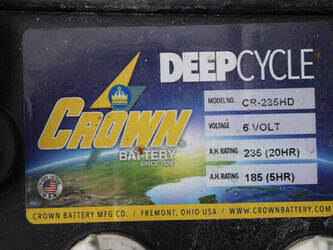 DEEPCYCLE
CROWN
BATTERY
SINCE 1926
MODEL NO. CR-235HD
VOLTAGE 6 VOLT
A.H. RATING 235 (20HR)
A.H. RATING 185 (5HR)
CROWN BATTERY MFG CO. / FREMONT, OHIO USA / WWW.CROWNBATTERY.COM